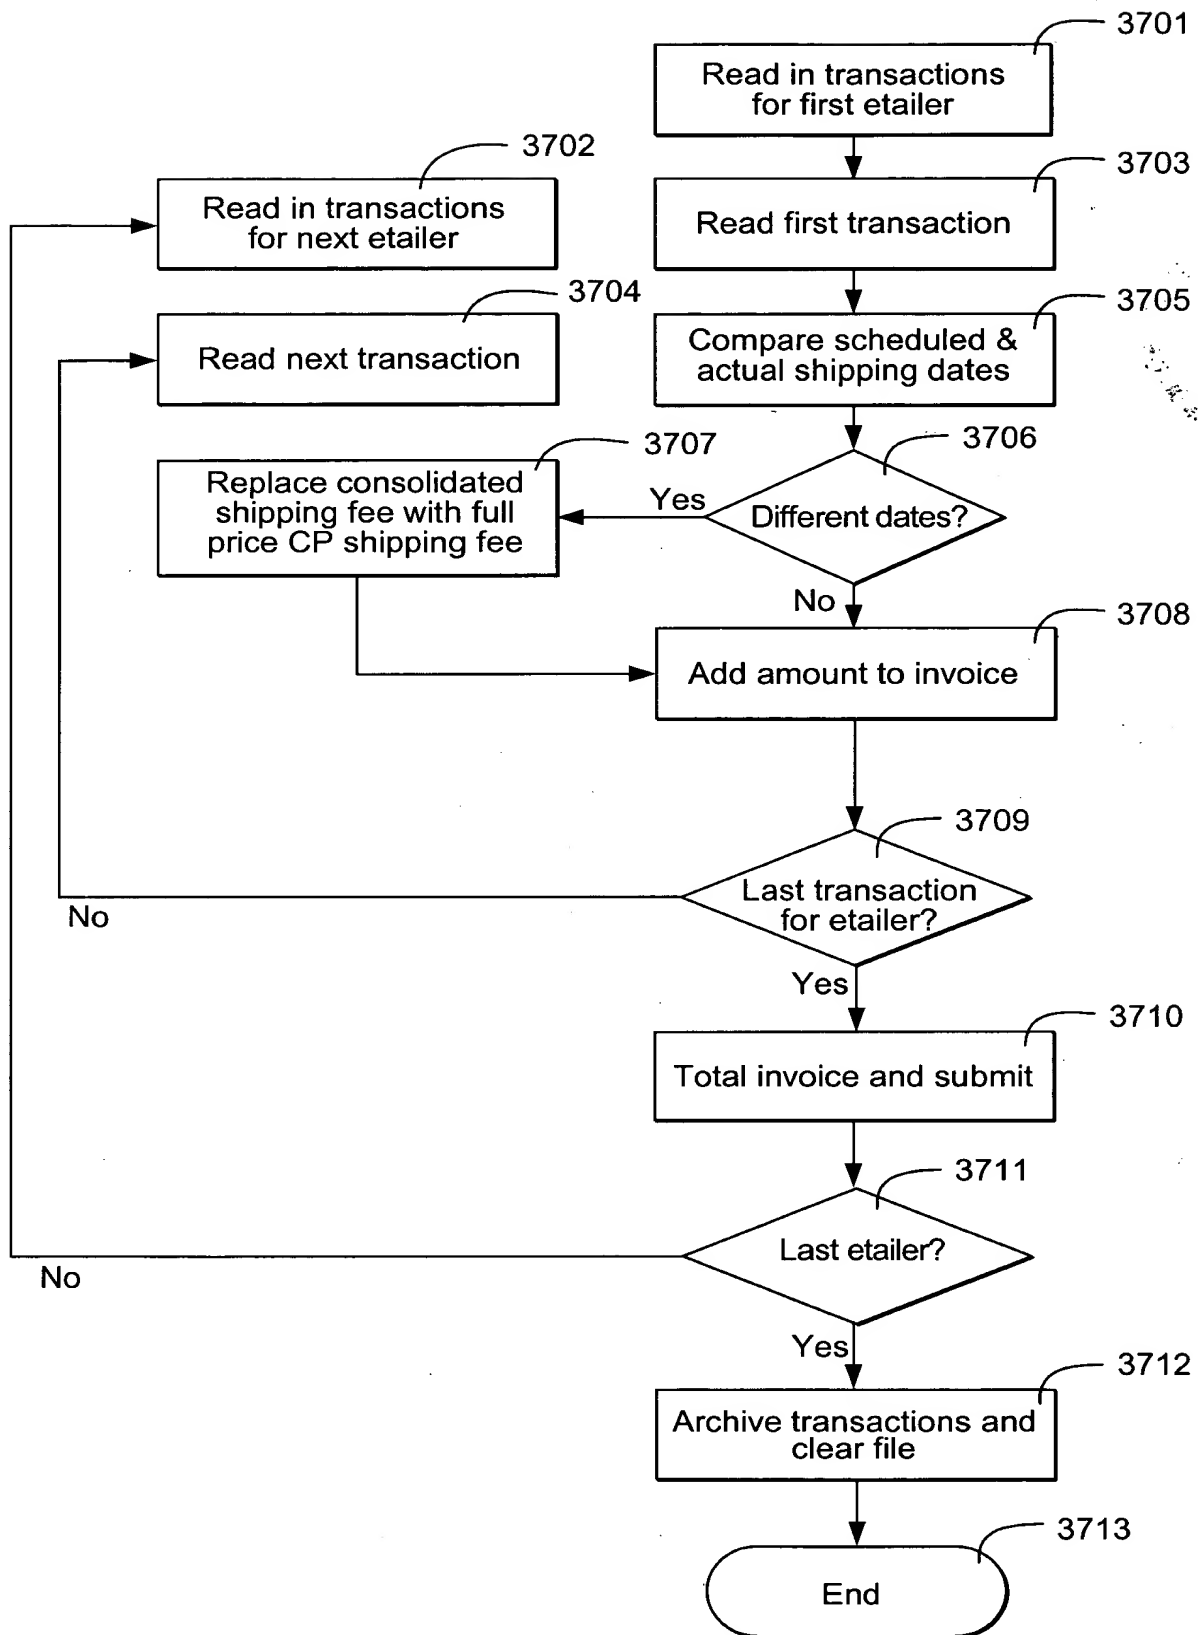 3701
Read in transactions
for first etailer
3702
Read in transactions
for next etailer
3703
Read first transaction
3704
Read next transaction
3705
Compare scheduled &
actual shipping dates
3706
Different dates?
Yes
3707
Replace consolidated
shipping fee with full
price CP shipping fee
No
3708
Add amount to invoice
3709
Last transaction
for etailer?
No
Yes
3710
Total invoice and submit
3711
Last etailer?
No
Yes
3712
Archive transactions and
clear file
3713
End